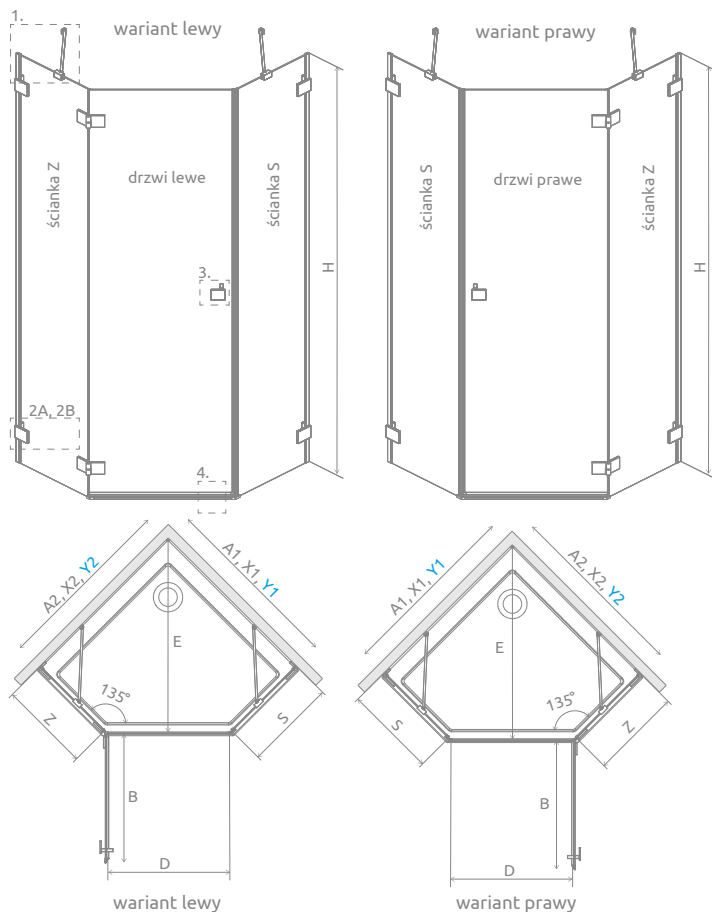 1.
wariant lewy
wariant prawy
ścianka Z
drzwi lewe
ścianka S
H
3.
2A, 2B
4.
ścianka S
drzwi prawe
ścianka Z
H
A2, X2, Y2
A1, X1, Y1
E
135°
Z
S
B
D
wariant lewy
A1, X1, Y1
A2, X2, Y2
E
135°
S
Z
B
D
wariant prawy